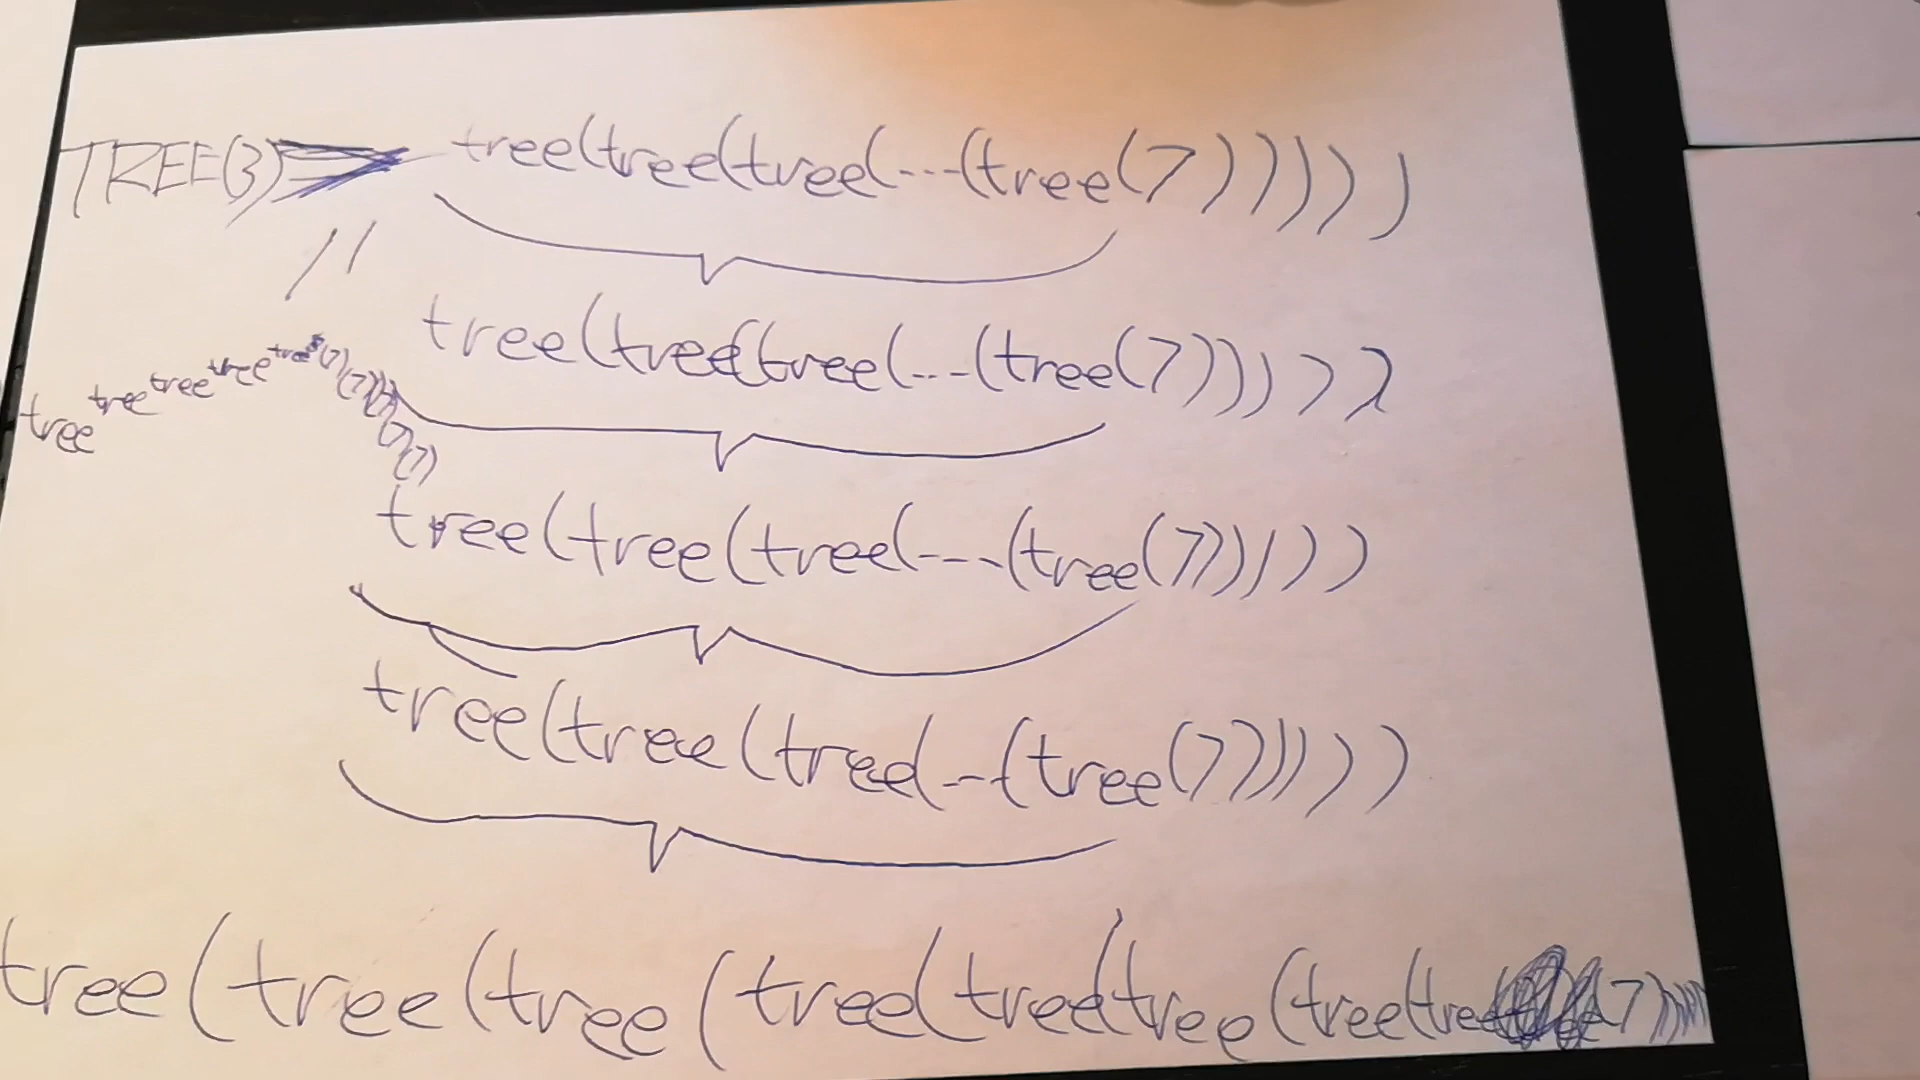 TREE(3) > tree(tree(tree(...(tree(7)))))
//
tree(tree(tree(...(tree(7)))))
tree tree tree tree tree (7) (7) (7) (7)
tree(tree(tree(---(tree(7)))))
tree(tree(tree(--(tree(7))))))
tree(tree(tree(tree(tree(tree(tree(tree 7))))